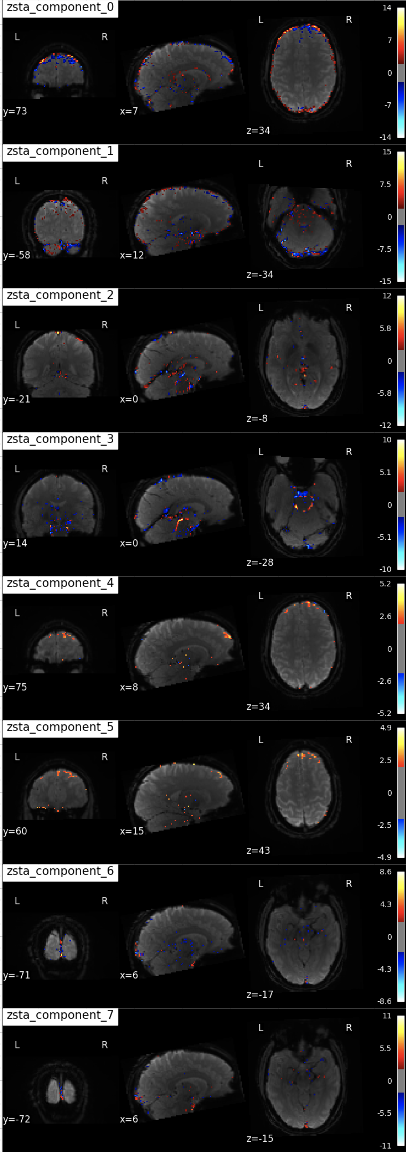 zsta_component_0
L R L R
y=73 x=7 z=34
14
7
0
-7
-14
zsta_component_1
L R L R
y=-58 x=12 z=-34
15
7.5
0
-7.5
-15
zsta_component_2
L R L R
y=-21 x=0 z=-8
12
5.8
0
-5.8
-12
zsta_component_3
L R L R
y=14 x=0 z=-28
10
5.1
0
-5.1
-10
zsta_component_4
L R L R
y=75 x=8 z=34
5.2
2.6
0
-2.6
-5.2
zsta_component_5
L R L R
y=60 x=15 z=43
4.9
2.5
0
-2.5
-4.9
zsta_component_6
L R L R
y=-71 x=6 z=-17
8.6
4.3
0
-4.3
-8.6
zsta_component_7
L R L R
y=-72 x=6 z=-15
11
5.5
0
-5.5
-11